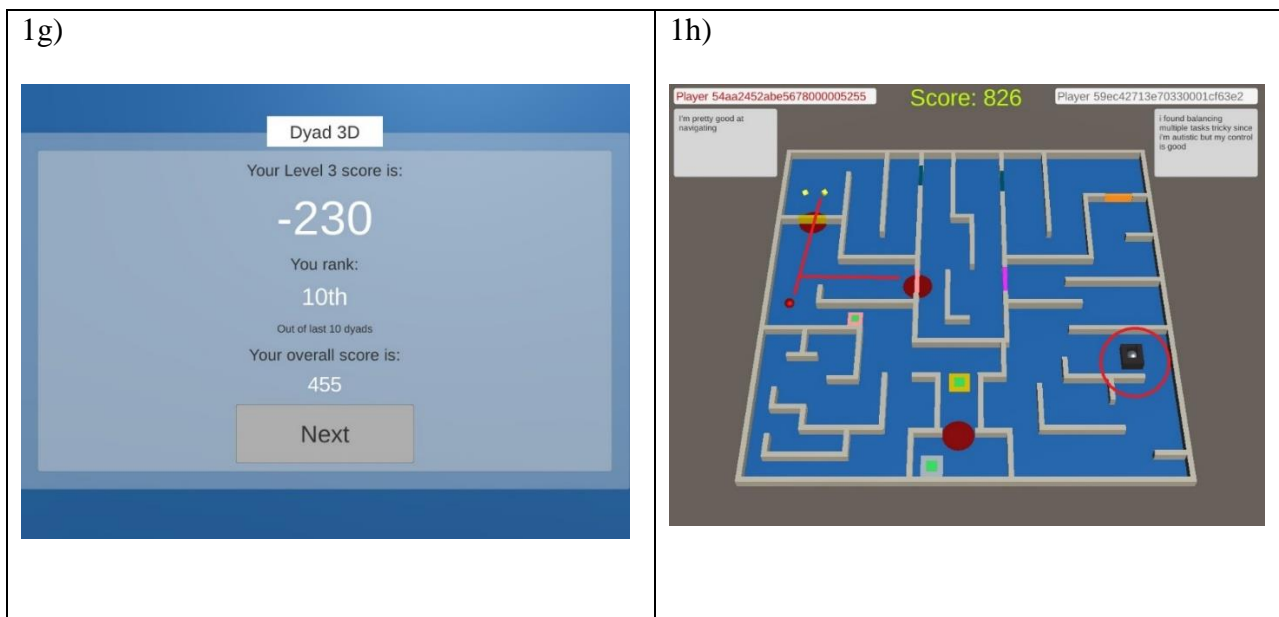 1g)
Dyad 3D
Your Level 3 score is:
-230
You rank:
10th
Out of last 10 dyads
Your overall score is:
455
Next
1h)
Player 54aa2452abe5678000005255
Score: 826
Player 59ec42713e70330001cf63e2
I'm pretty good at
navigating
i found balancing
multiple tasks tricky since
i'm autistic but my control
is good